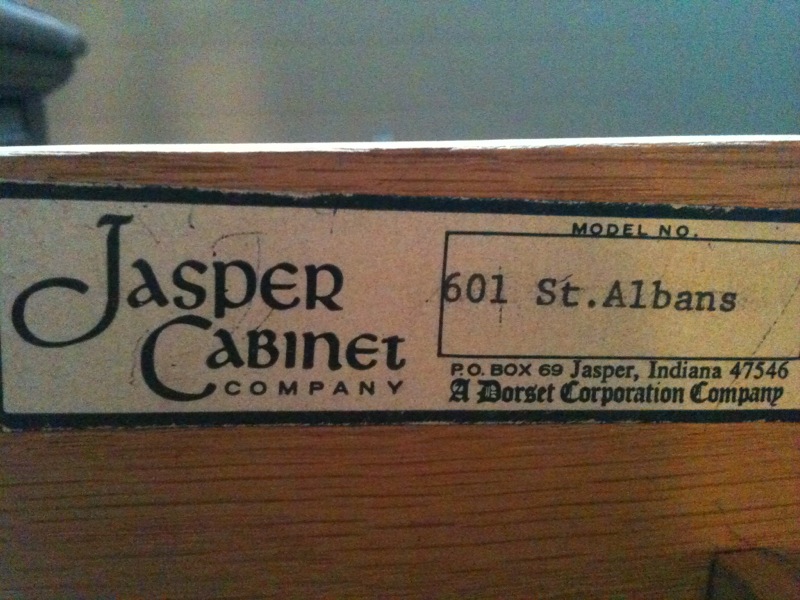 Jasper
Cabinet
COMPANY
MODEL NO.
601 St.Albans
P.O. BOX 69 Jasper, Indiana 47546
A Dorset Corporation Company